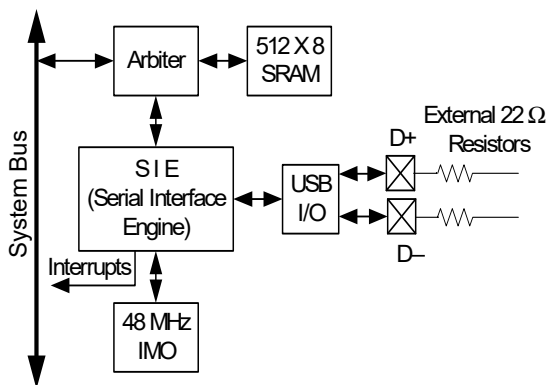 System Bus
Arbiter
512 X 8
SRAM
S I E
(Serial Interface
Engine)
Interrupts
48 MHz
IMO
USB
I/O
D+
D–
External 22 Ω
Resistors